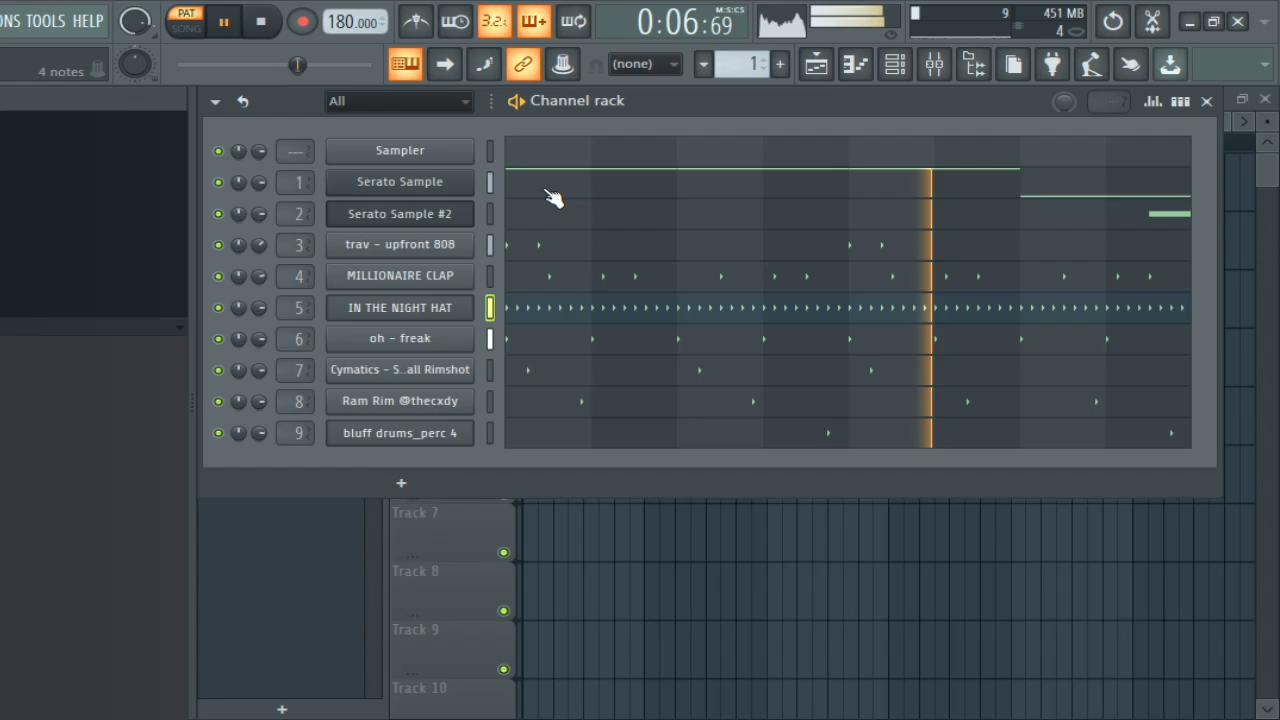 ONS TOOLS HELP
PAT
SONG
180.000
3.2.
0:06:69
M:S:CS
9
451 MB
4
4 notes
(none)
1
All
Channel rack
--- Sampler
1 Serato Sample
2 Serato Sample #2
3 trav - upfront 808
4 MILLIONAIRE CLAP
5 IN THE NIGHT HAT
6 oh - freak
7 Cymatics - S..all Rimshot
8 Ram Rim @thecxdy
9 bluff drums_perc 4
+
Track 7
...
Track 8
...
Track 9
...
Track 10
+